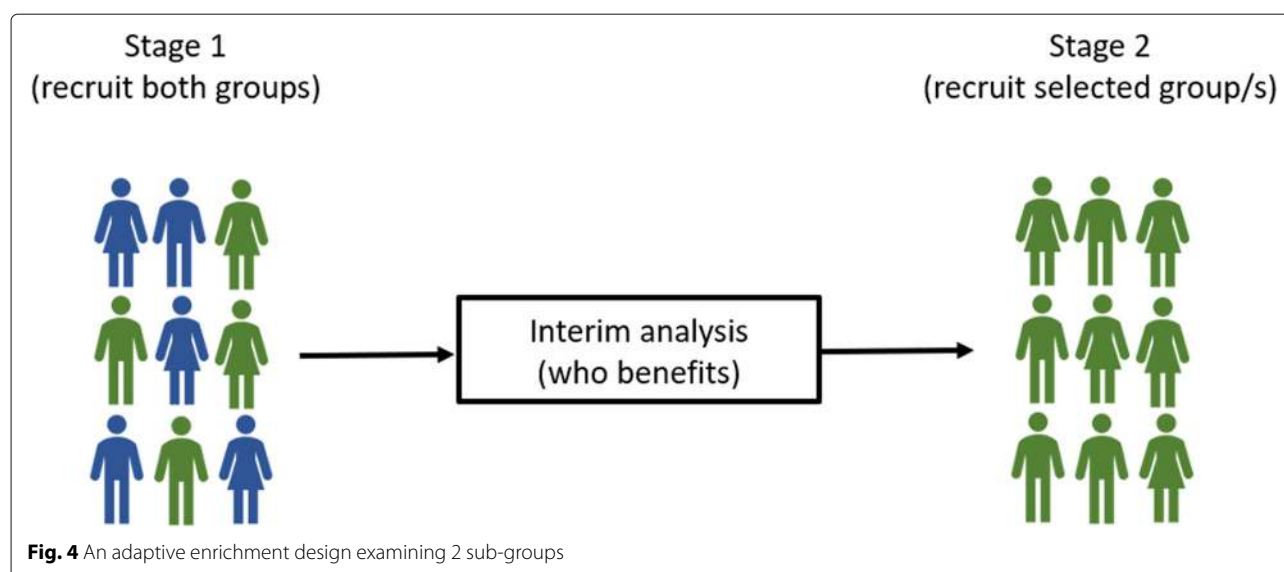 Stage 1
(recruit both groups)
Stage 2
(recruit selected group/s)
Interim analysis
(who benefits)
Fig. 4 An adaptive enrichment design examining 2 sub-groups